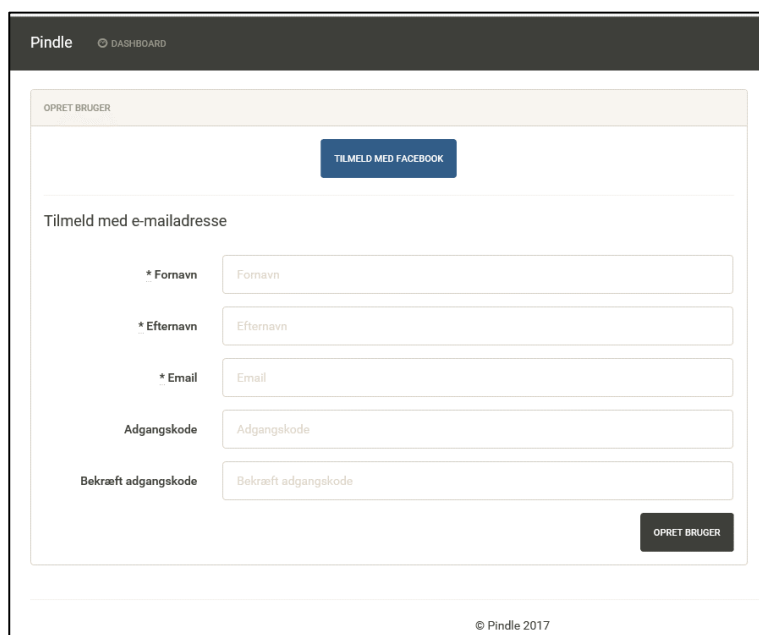 Pindle DASHBOARD
OPRET BRUGER
TILMELD MED FACEBOOK
Tilmeld med e-mailadresse
* Fornavn Fornavn
* Efternavn Efternavn
* Email Email
Adgangskode Adgangskode
Bekræft adgangskode Bekræft adgangskode
OPRET BRUGER
© Pindle 2017